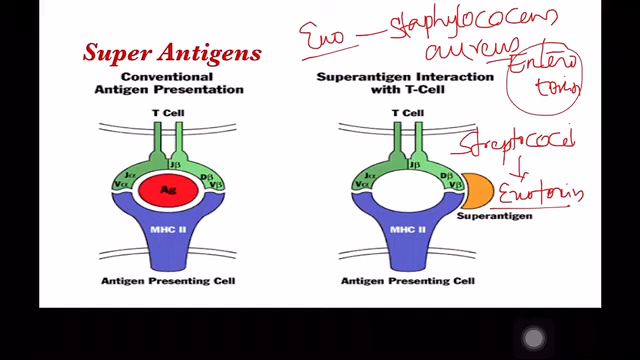 Super Antigens
Exo — Staphylococcus
aureus
Entero
toxin
Conventional
Antigen Presentation
T Cell
Jα
Jβ
Dβ
Vα
Vβ
Ag
MHC II
Antigen Presenting Cell
Superantigen Interaction
with T-Cell
T Cell
Jα
Jβ
Dβ
Vα
Vβ
MHC II
Superantigen
Antigen Presenting Cell
Streptococci
Exotoxin